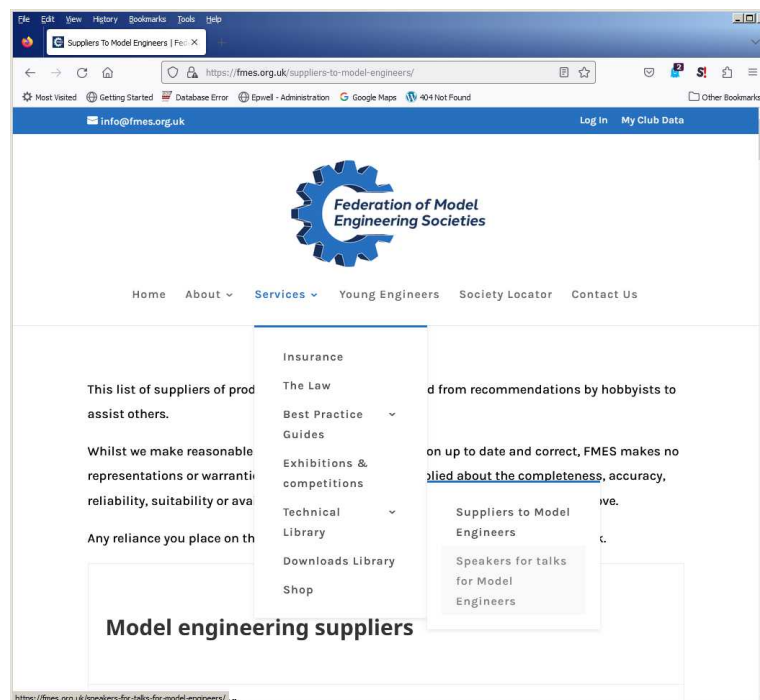 File Edit View History Bookmarks Tools Help
Suppliers To Model Engineers | Fed
https://fmes.org.uk/suppliers-to-model-engineers/
2
S!
Most Visited Getting Started Database Error Epwell - Administration Google Maps 404 Not Found Other Bookmarks
info@fmes.org.uk Log In My Club Data
Federation of Model
Engineering Societies
Home About Services Young Engineers Society Locator Contact Us
Insurance
The Law
Best Practice
Guides
Exhibitions &
competitions
Technical
Library
Downloads Library
Shop
Suppliers to Model
Engineers
Speakers for talks
for Model
Engineers
This list of suppliers of prod d from recommendations by hobbyists to
assist others.
Whilst we make reasonable on up to date and correct, FMES makes no
representations or warranti plied about the completeness, accuracy,
reliability, suitability or ava ove.
Any reliance you place on th k.
Model engineering suppliers
https://fmes.org.uk/speakers-for-talks-for-model-engineers/